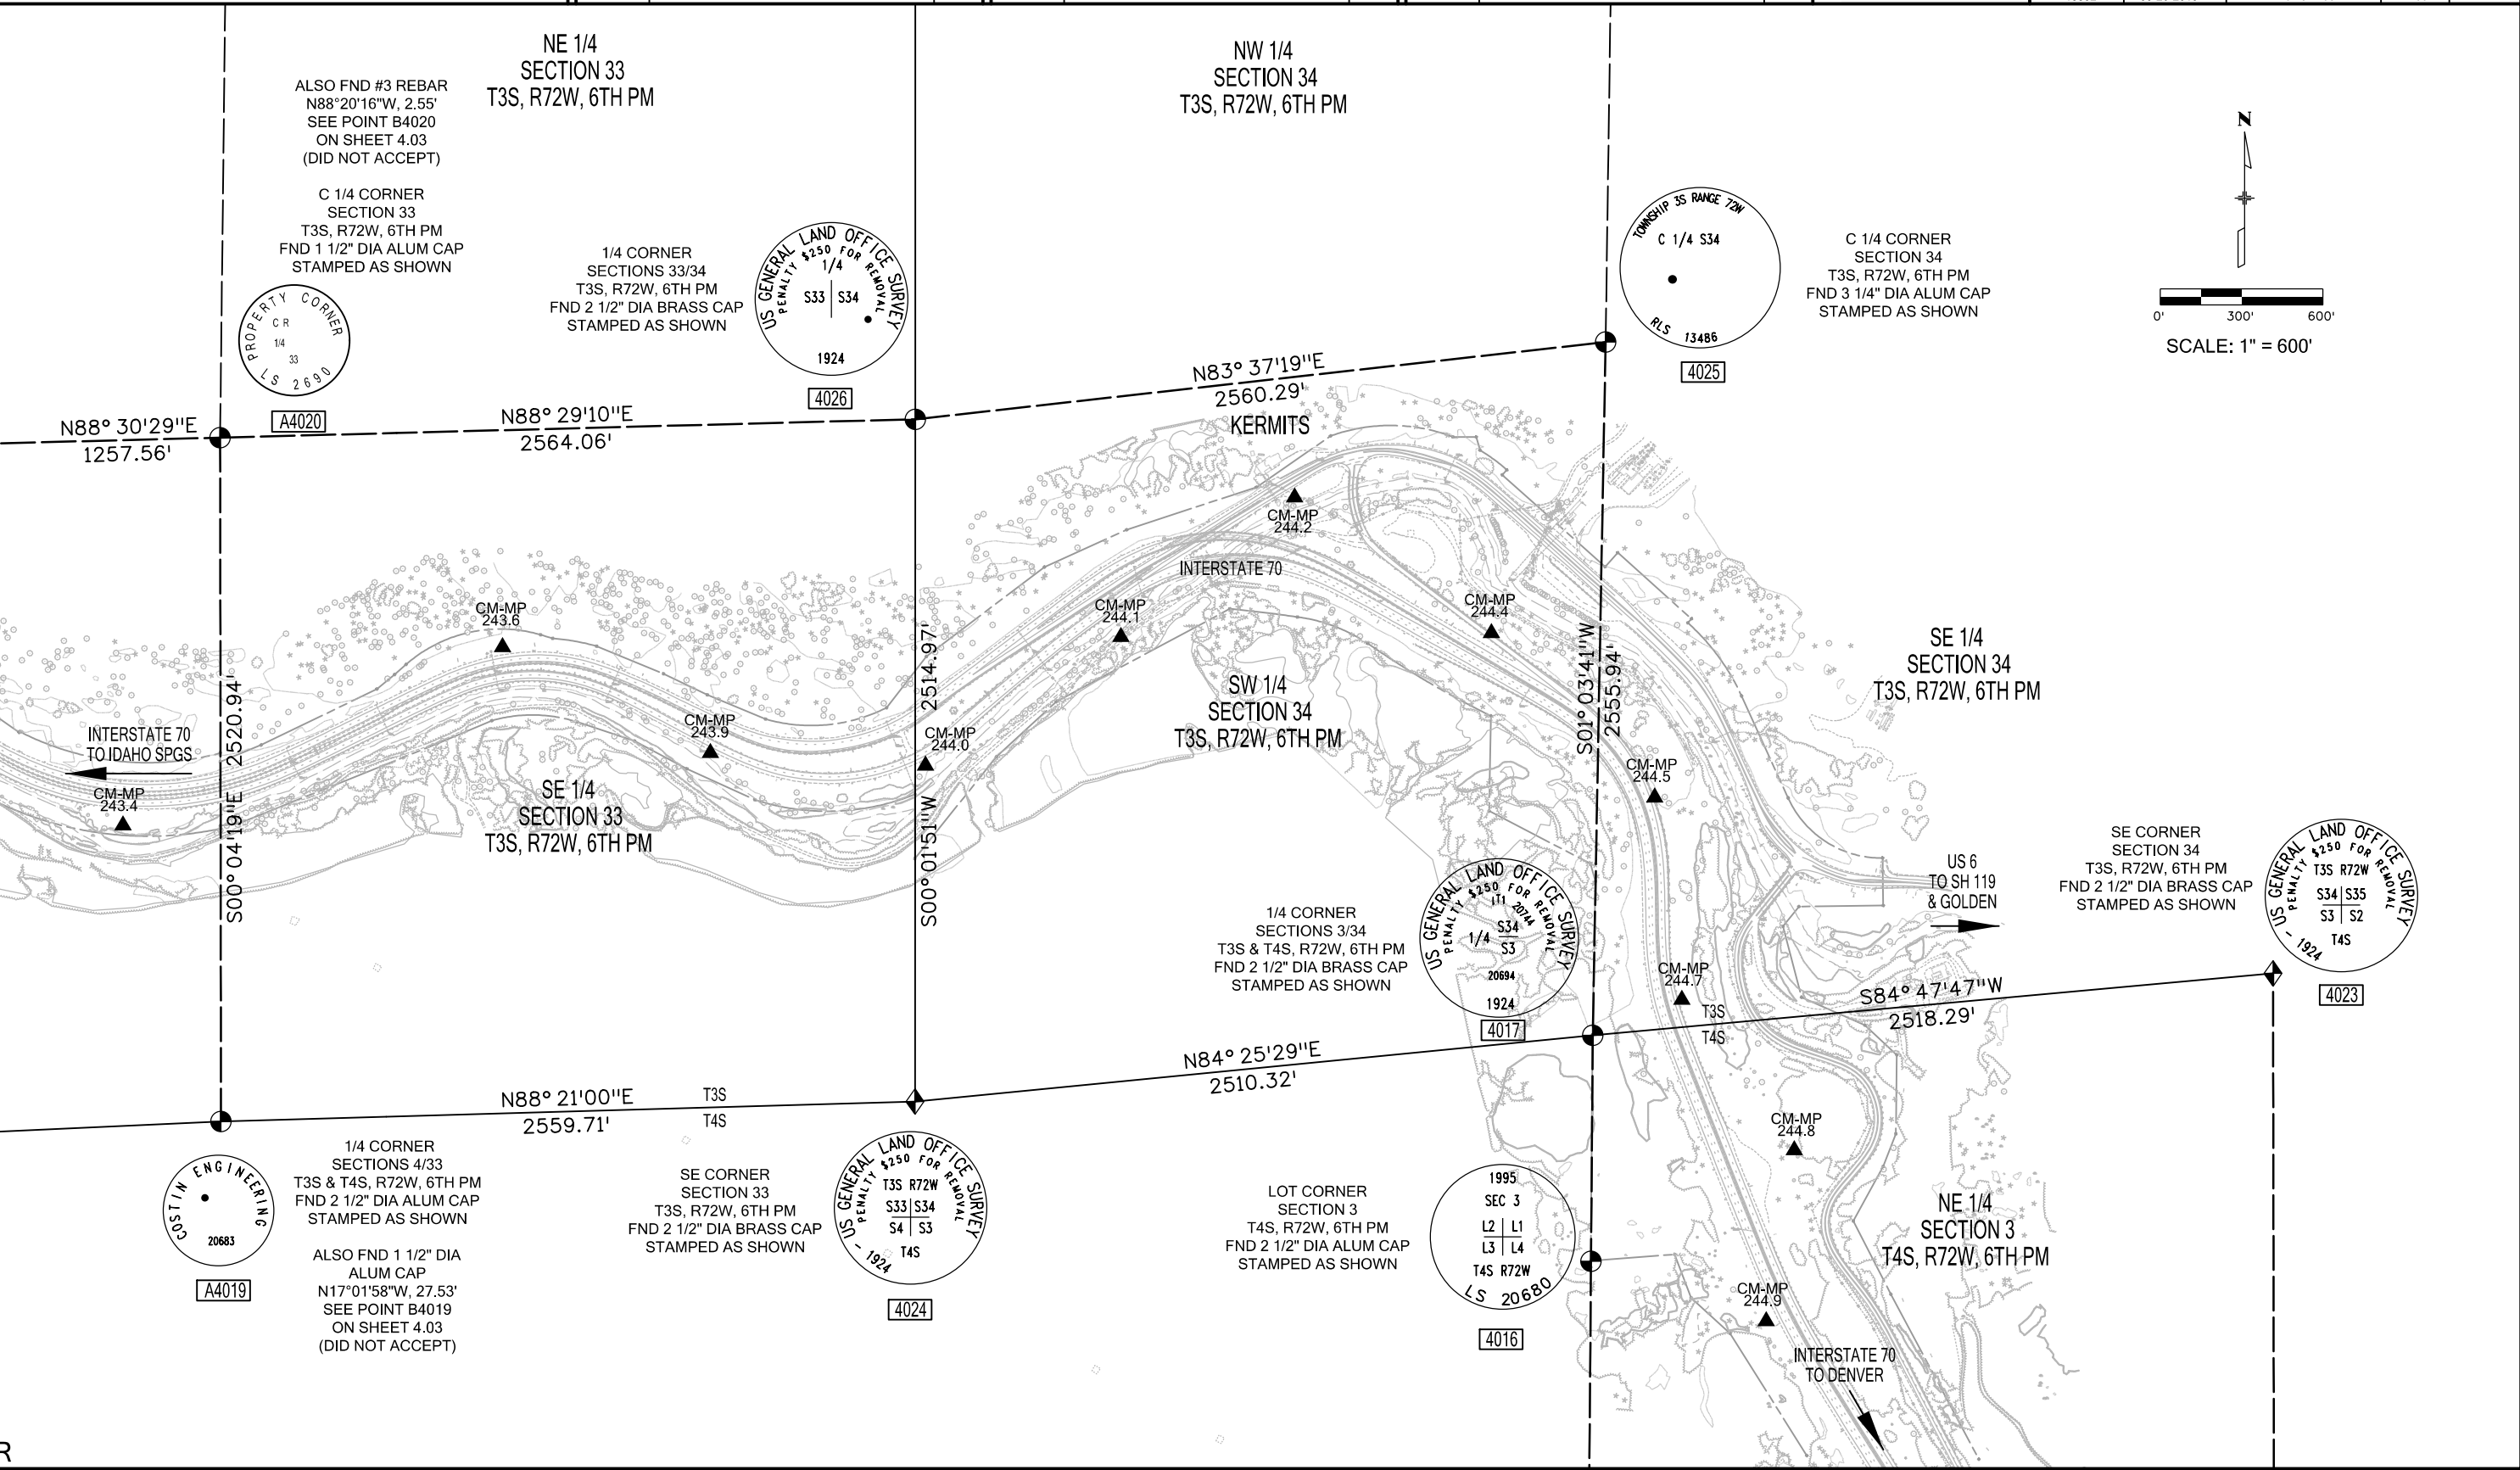 NE 1/4
SECTION 33
T3S, R72W, 6TH PM
NW 1/4
SECTION 34
T3S, R72W, 6TH PM
ALSO FND #3 REBAR
N88°20'16"W, 2.55'
SEE POINT B4020
ON SHEET 4.03
(DID NOT ACCEPT)
C 1/4 CORNER
SECTION 33
T3S, R72W, 6TH PM
FND 1 1/2" DIA ALUM CAP
STAMPED AS SHOWN
PROPERTY CORNER
C R
1/4
33
LS 2690
A4020
1/4 CORNER
SECTIONS 33/34
T3S, R72W, 6TH PM
FND 2 1/2" DIA BRASS CAP
STAMPED AS SHOWN
US GENERAL LAND OFFICE SURVEY
PENALTY $250 FOR REMOVAL
1/4
S33 S34
1924
4026
TOWNSHIP 3S RANGE 72W
C 1/4 S34
RLS 13486
4025
C 1/4 CORNER
SECTION 34
T3S, R72W, 6TH PM
FND 3 1/4" DIA ALUM CAP
STAMPED AS SHOWN
N
0' 300' 600'
SCALE: 1" = 600'
N88° 30'29"E
1257.56'
N88° 29'10"E
2564.06'
N83° 37'19"E
2560.29'
KERMITS
CM-MP
244.2
INTERSTATE 70
CM-MP
243.6
CM-MP
244.1
CM-MP
244.4
CM-MP
243.9
CM-MP
244.0
CM-MP
244.5
INTERSTATE 70
TO IDAHO SPGS
CM-MP
243.4
S00° 04'19"E 2520.94'
S00° 01'51"W 2514.97'
S01° 03'41"W
2555.94'
SE 1/4
SECTION 33
T3S, R72W, 6TH PM
SW 1/4
SECTION 34
T3S, R72W, 6TH PM
SE 1/4
SECTION 34
T3S, R72W, 6TH PM
US 6
TO SH 119
& GOLDEN
SE CORNER
SECTION 34
T3S, R72W, 6TH PM
FND 2 1/2" DIA BRASS CAP
STAMPED AS SHOWN
US GENERAL LAND OFFICE SURVEY
PENALTY $250 FOR REMOVAL
T3S R72W
S34 S35
S3 S2
T4S
- 1924
4023
1/4 CORNER
SECTIONS 3/34
T3S & T4S, R72W, 6TH PM
FND 2 1/2" DIA BRASS CAP
STAMPED AS SHOWN
US GENERAL LAND OFFICE SURVEY
PENALTY $250 FOR REMOVAL
20744
1/4 S34
S3
20694
1924
4017
CM-MP
244.7
T3S
T4S
S84° 47'47"W
2518.29'
N84° 25'29"E
2510.32'
N88° 21'00"E
2559.71'
T3S
T4S
CM-MP
244.8
COSTIN ENGINEERING
20683
A4019
1/4 CORNER
SECTIONS 4/33
T3S & T4S, R72W, 6TH PM
FND 2 1/2" DIA ALUM CAP
STAMPED AS SHOWN
ALSO FND 1 1/2" DIA
ALUM CAP
N17°01'58"W, 27.53'
SEE POINT B4019
ON SHEET 4.03
(DID NOT ACCEPT)
SE CORNER
SECTION 33
T3S, R72W, 6TH PM
FND 2 1/2" DIA BRASS CAP
STAMPED AS SHOWN
US GENERAL LAND OFFICE SURVEY
PENALTY $250 FOR REMOVAL
T3S R72W
S33 S34
S4 S3
T4S
- 1924
4024
LOT CORNER
SECTION 3
T4S, R72W, 6TH PM
FND 2 1/2" DIA ALUM CAP
STAMPED AS SHOWN
1995
SEC 3
L2 L1
L3 L4
T4S R72W
LS 20680
4016
NE 1/4
SECTION 3
T4S, R72W, 6TH PM
CM-MP
244.9
INTERSTATE 70
TO DENVER
R